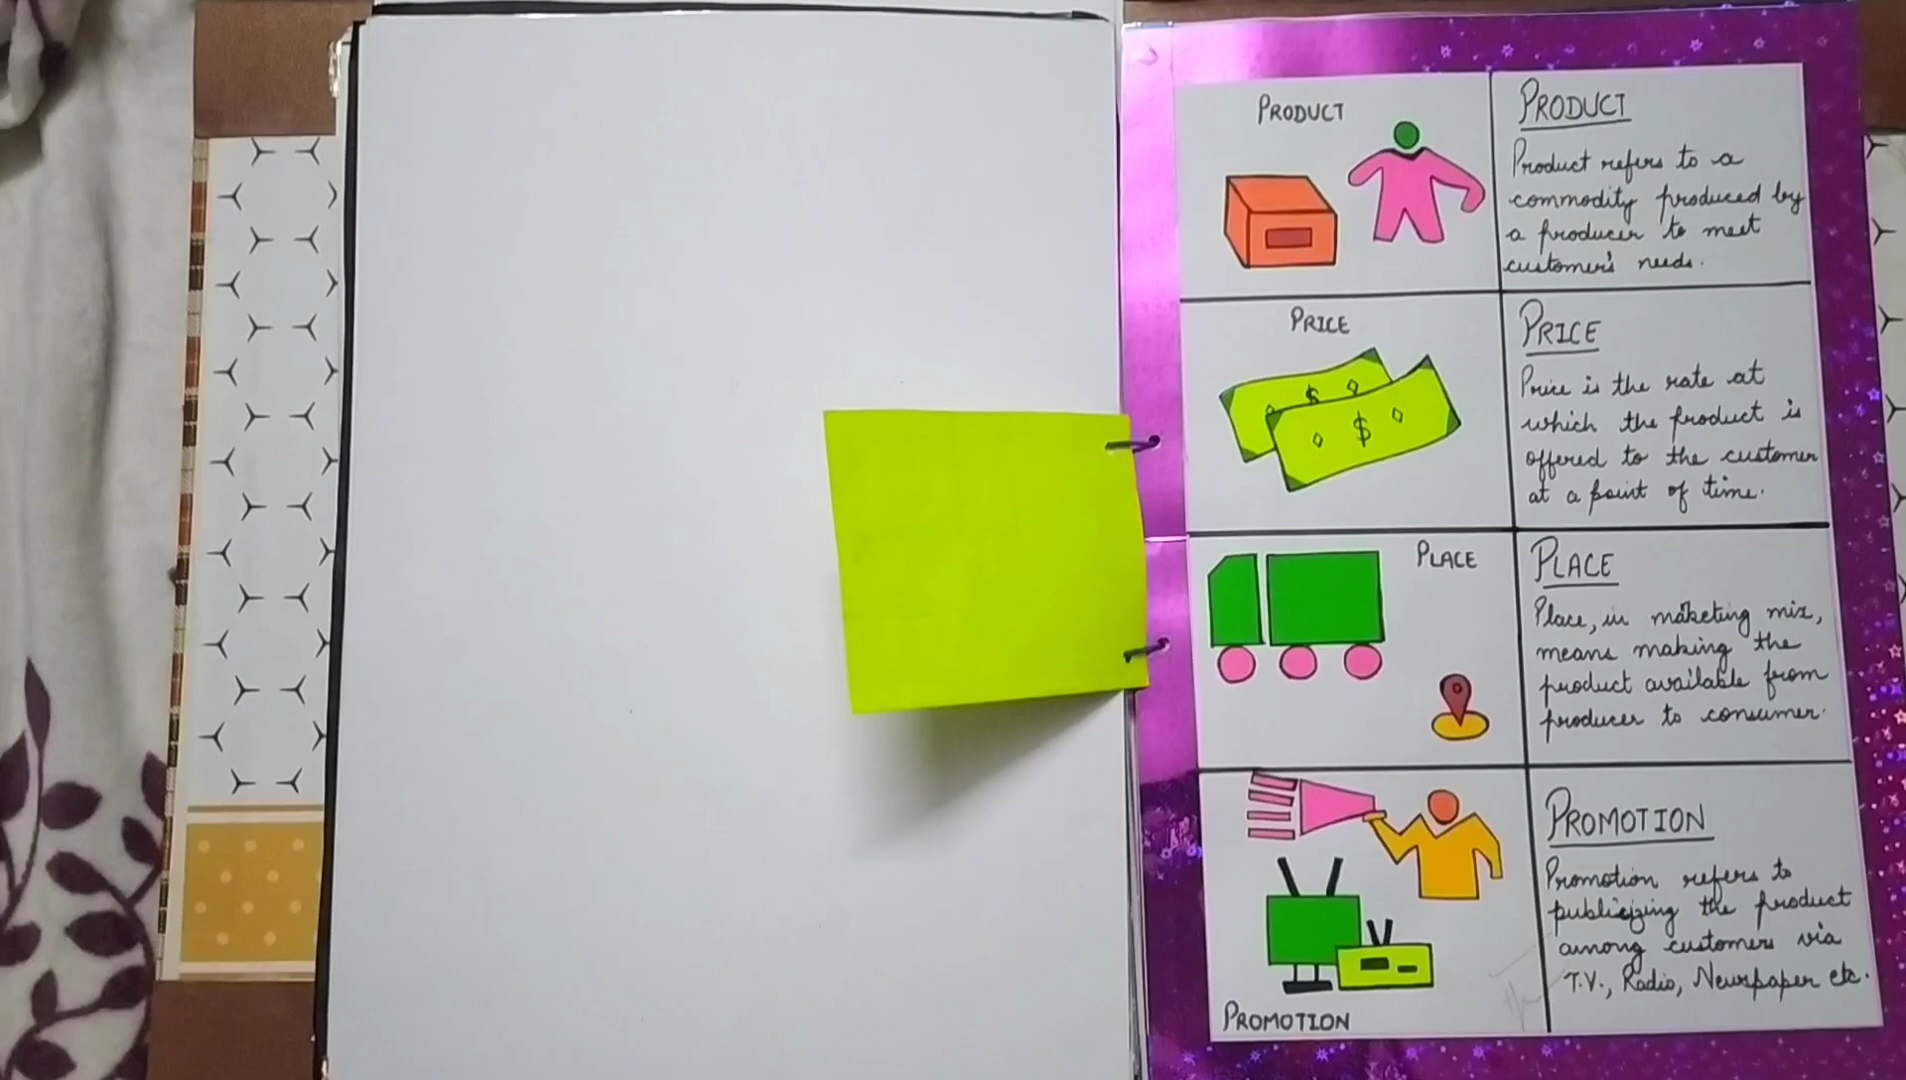 PRODUCT
PRODUCT
Product refers to a
commodity produced by
a producer to meet
customer's needs.
PRICE
$
$
PRICE
Price is the rate at
which the product is
offered to the customer
at a point of time.
PLACE
PLACE
Place, in maketing mix,
means making the
product available from
producer to consumer.
PROMOTION
PROMOTION
Promotion refers to
publicizing the product
among customers via
T.V., Radio, Newspaper etc.